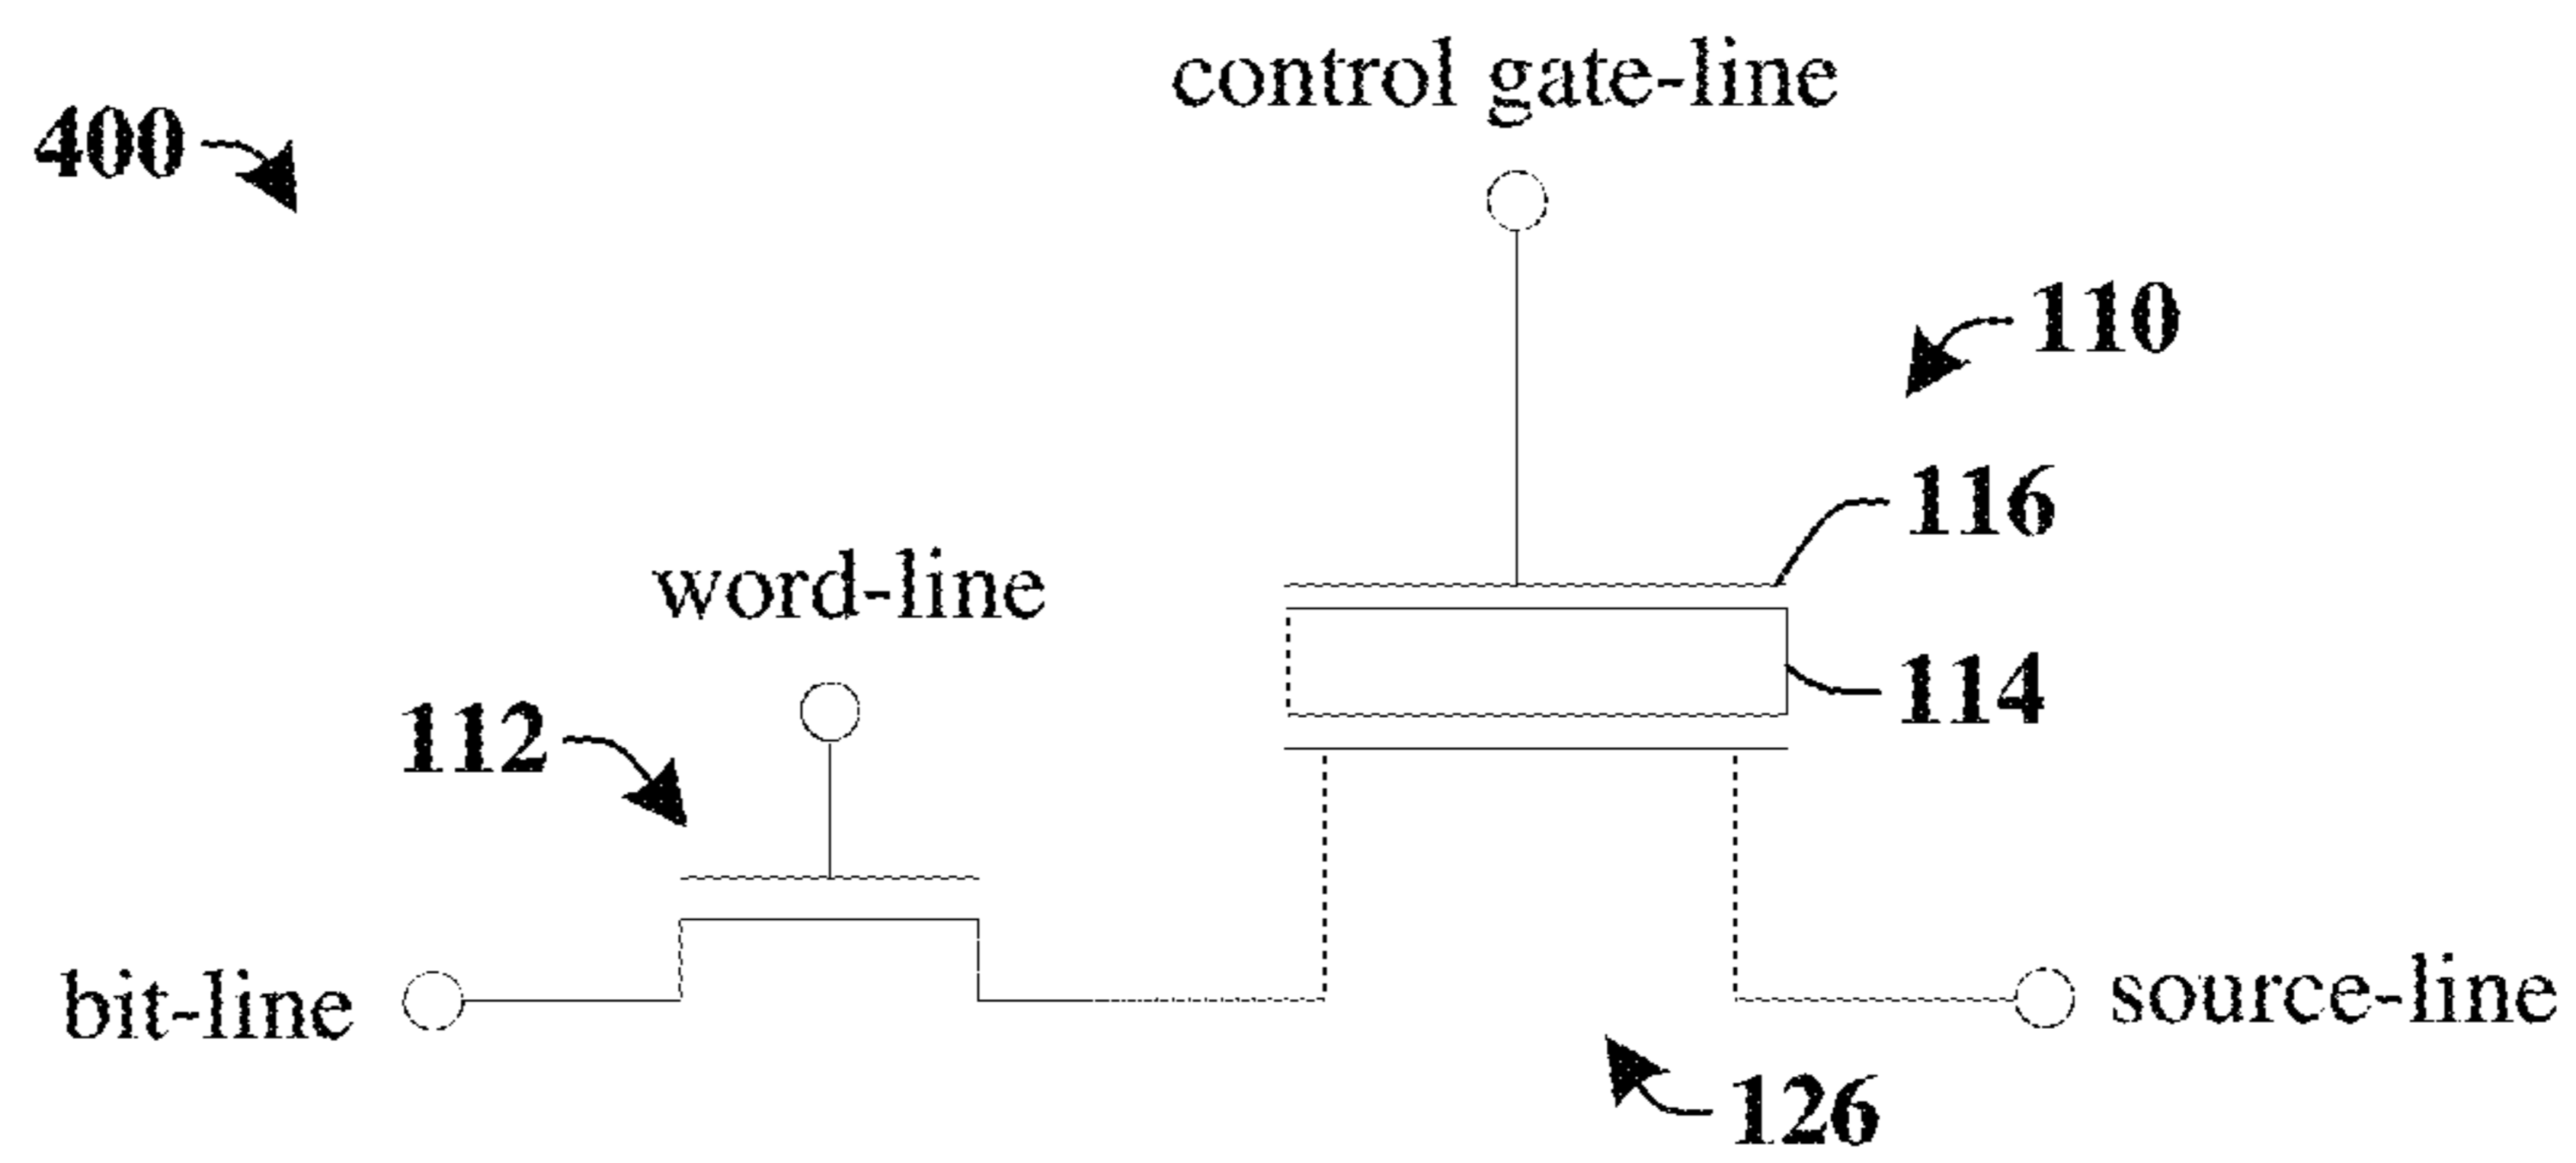 control gate-line
400
110
116
word-line
114
112
bit-line
source-line
126